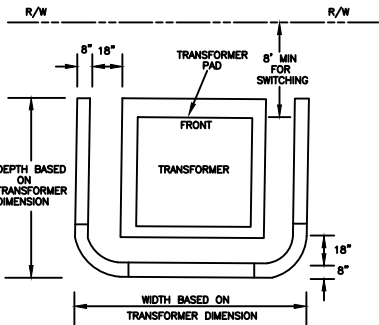 R/W
R/W
8" 18"
TRANSFORMER
PAD
8' MIN
FOR
SWITCHING
FRONT
TRANSFORMER
DEPTH BASED
ON
TRANSFORMER
DIMENSION
18"
8"
WIDTH BASED ON
TRANSFORMER DIMENSION